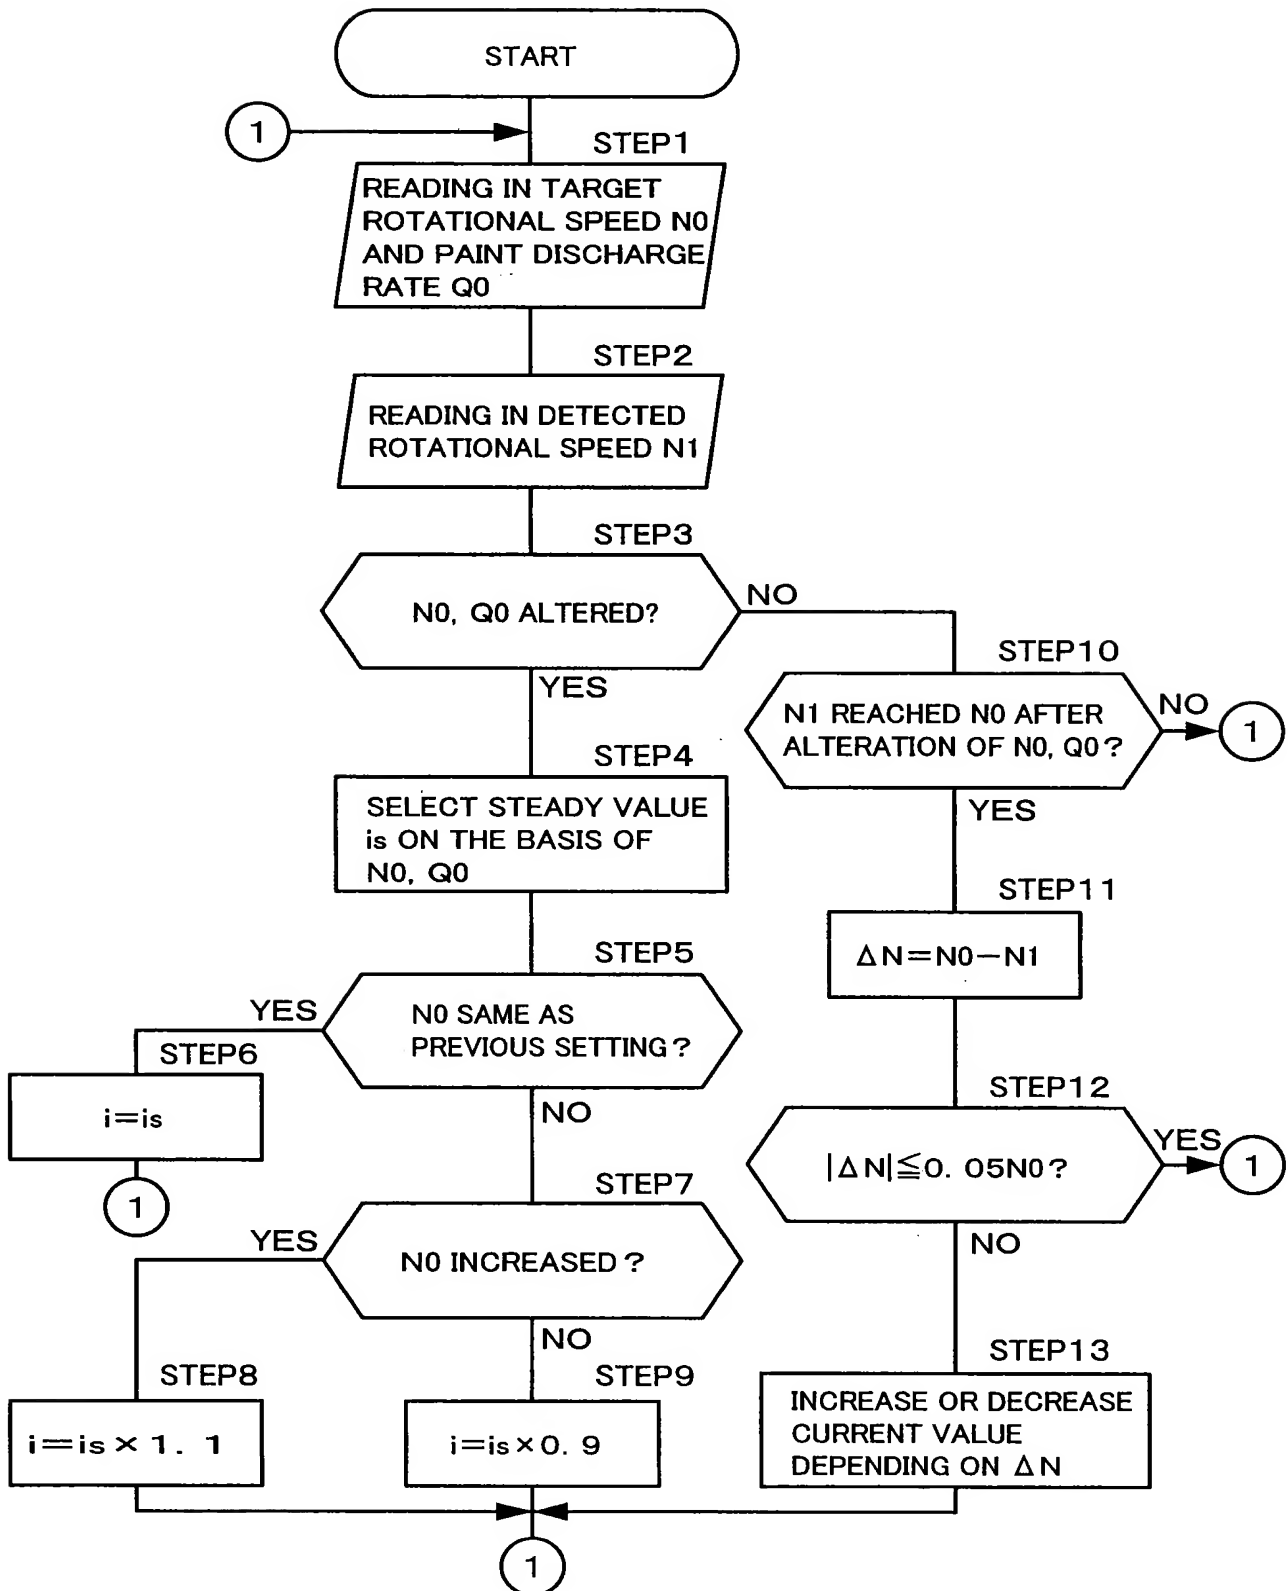 START
1
STEP1
READING IN TARGET
ROTATIONAL SPEED N0
AND PAINT DISCHARGE
RATE Q0
STEP2
READING IN DETECTED
ROTATIONAL SPEED N1
STEP3
N0, Q0 ALTERED?
NO
YES
STEP10
N1 REACHED N0 AFTER
ALTERATION OF N0, Q0?
NO
1
YES
STEP4
SELECT STEADY VALUE
is ON THE BASIS OF
N0, Q0
STEP11
ΔN=N0-N1
STEP5
N0 SAME AS
PREVIOUS SETTING?
YES
STEP6
i=is
1
NO
STEP12
|ΔN|≦0. 05N0?
YES
1
NO
STEP7
N0 INCREASED?
YES
NO
STEP8
i=is×1. 1
STEP9
i=is×0. 9
STEP13
INCREASE OR DECREASE
CURRENT VALUE
DEPENDING ON ΔN
1